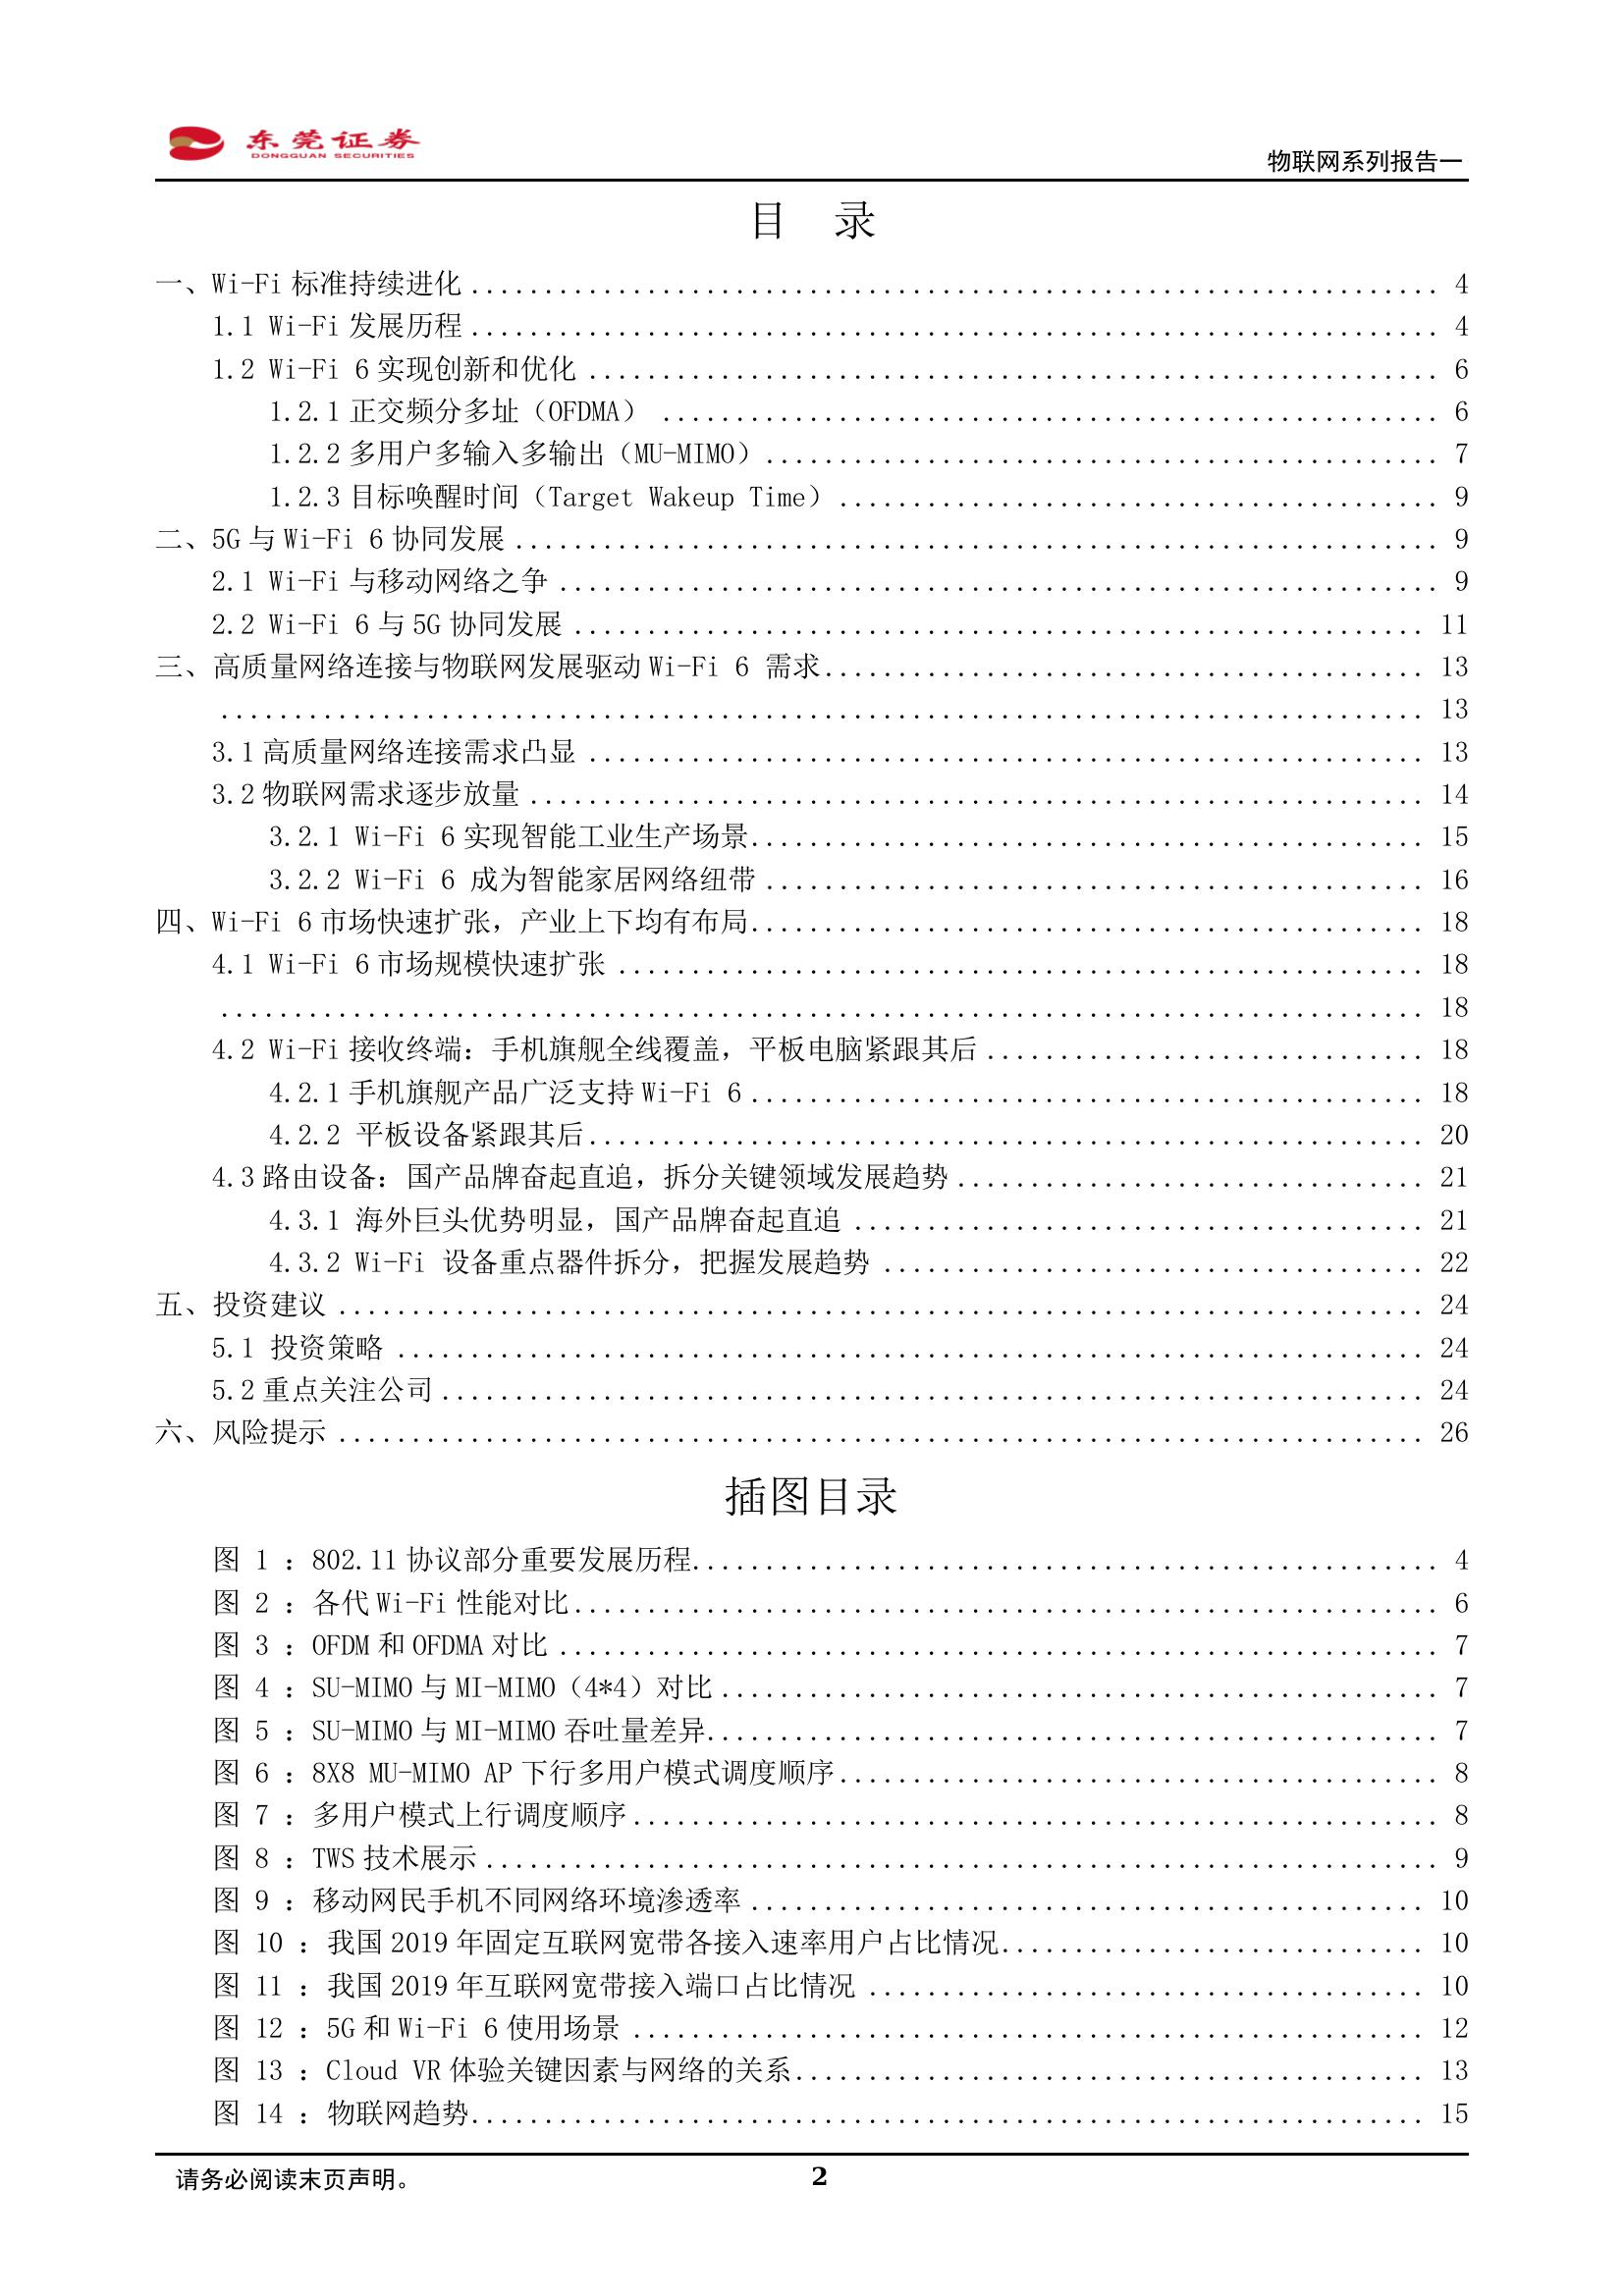 东莞证券
DONGGUAN SECURITIES
物联网系列报告一
目 录
一、Wi-Fi 标准持续进化 ........ 4
1.1 Wi-Fi 发展历程 ........ 4
1.2 Wi-Fi 6 实现创新和优化 ........ 6
1.2.1 正交频分多址（OFDMA） ........ 6
1.2.2 多用户多输入多输出（MU-MIMO） ........ 7
1.2.3 目标唤醒时间（Target Wakeup Time） ........ 9
二、5G 与 Wi-Fi 6 协同发展 ........ 9
2.1 Wi-Fi 与移动网络之争 ........ 9
2.2 Wi-Fi 6 与 5G 协同发展 ........ 11
三、高质量网络连接与物联网发展驱动 Wi-Fi 6 需求 ........ 13
........ 13
3.1 高质量网络连接需求凸显 ........ 13
3.2 物联网需求逐步放量 ........ 14
3.2.1 Wi-Fi 6 实现智能工业生产场景 ........ 15
3.2.2 Wi-Fi 6 成为智能家居网络纽带 ........ 16
四、Wi-Fi 6 市场快速扩张，产业上下均有布局 ........ 18
4.1 Wi-Fi 6 市场规模快速扩张 ........ 18
........ 18
4.2 Wi-Fi 接收终端：手机旗舰全线覆盖，平板电脑紧跟其后 ........ 18
4.2.1 手机旗舰产品广泛支持 Wi-Fi 6 ........ 18
4.2.2 平板设备紧跟其后 ........ 20
4.3 路由设备：国产品牌奋起直追，拆分关键领域发展趋势 ........ 21
4.3.1 海外巨头优势明显，国产品牌奋起直追 ........ 21
4.3.2 Wi-Fi 设备重点器件拆分，把握发展趋势 ........ 22
五、投资建议 ........ 24
5.1 投资策略 ........ 24
5.2 重点关注公司 ........ 24
六、风险提示 ........ 26
插图目录
图 1 ：802.11 协议部分重要发展历程 ........ 4
图 2 ：各代 Wi-Fi 性能对比 ........ 6
图 3 ：OFDM 和 OFDMA 对比 ........ 7
图 4 ：SU-MIMO 与 MI-MIMO（4*4）对比 ........ 7
图 5 ：SU-MIMO 与 MI-MIMO 吞吐量差异 ........ 7
图 6 ：8X8 MU-MIMO AP 下行多用户模式调度顺序 ........ 8
图 7 ：多用户模式上行调度顺序 ........ 8
图 8 ：TWS 技术展示 ........ 9
图 9 ：移动网民手机不同网络环境渗透率 ........ 10
图 10 ：我国 2019 年固定互联网宽带各接入速率用户占比情况 ........ 10
图 11 ：我国 2019 年互联网宽带接入端口占比情况 ........ 10
图 12 ：5G 和 Wi-Fi 6 使用场景 ........ 12
图 13 ：Cloud VR 体验关键因素与网络的关系 ........ 13
图 14 ：物联网趋势 ........ 15
请务必阅读末页声明。
2